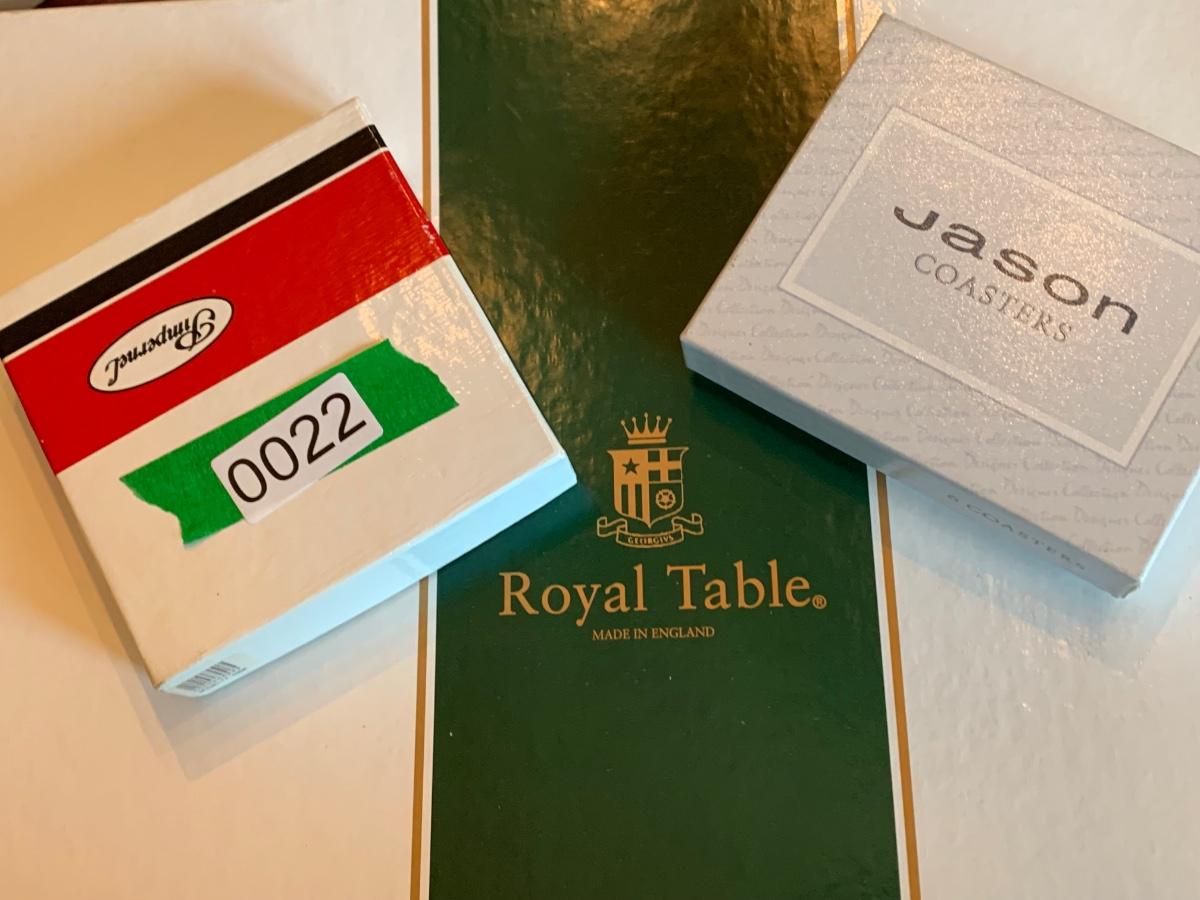 Pimpernel
0022
Jason
COASTERS
6 COASTERS
GEORGIVS
Royal Table®
MADE IN ENGLAND